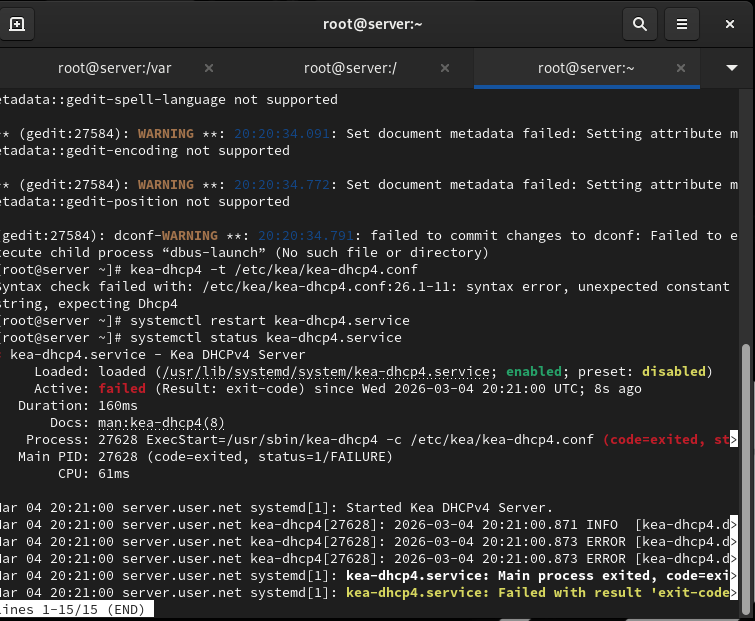 root@server:~
root@server:/var
root@server:/
root@server:~
etadata::gedit-spell-language not supported
** (gedit:27584): WARNING **: 20:20:34.091: Set document metadata failed: Setting attribute m
etadata::gedit-encoding not supported
** (gedit:27584): WARNING **: 20:20:34.772: Set document metadata failed: Setting attribute m
etadata::gedit-position not supported
(gedit:27584): dconf-WARNING **: 20:20:34.791: failed to commit changes to dconf: Failed to e
xecute child process “dbus-launch” (No such file or directory)
[root@server ~]# kea-dhcp4 -t /etc/kea/kea-dhcp4.conf
Syntax check failed with: /etc/kea/kea-dhcp4.conf:26.1-11: syntax error, unexpected constant
string, expecting Dhcp4
[root@server ~]# systemctl restart kea-dhcp4.service
[root@server ~]# systemctl status kea-dhcp4.service
× kea-dhcp4.service - Kea DHCPv4 Server
Loaded: loaded (/usr/lib/systemd/system/kea-dhcp4.service; enabled; preset: disabled)
Active: failed (Result: exit-code) since Wed 2026-03-04 20:21:00 UTC; 8s ago
Duration: 160ms
Docs: man:kea-dhcp4(8)
Process: 27628 ExecStart=/usr/sbin/kea-dhcp4 -c /etc/kea/kea-dhcp4.conf (code=exited, st>
Main PID: 27628 (code=exited, status=1/FAILURE)
CPU: 61ms
Mar 04 20:21:00 server.user.net systemd[1]: Started Kea DHCPv4 Server.
Mar 04 20:21:00 server.user.net kea-dhcp4[27628]: 2026-03-04 20:21:00.871 INFO [kea-dhcp4.d>
Mar 04 20:21:00 server.user.net kea-dhcp4[27628]: 2026-03-04 20:21:00.873 ERROR [kea-dhcp4.d>
Mar 04 20:21:00 server.user.net kea-dhcp4[27628]: 2026-03-04 20:21:00.873 ERROR [kea-dhcp4.d>
Mar 04 20:21:00 server.user.net systemd[1]: kea-dhcp4.service: Main process exited, code=exi>
Mar 04 20:21:00 server.user.net systemd[1]: kea-dhcp4.service: Failed with result 'exit-code>
lines 1-15/15 (END)